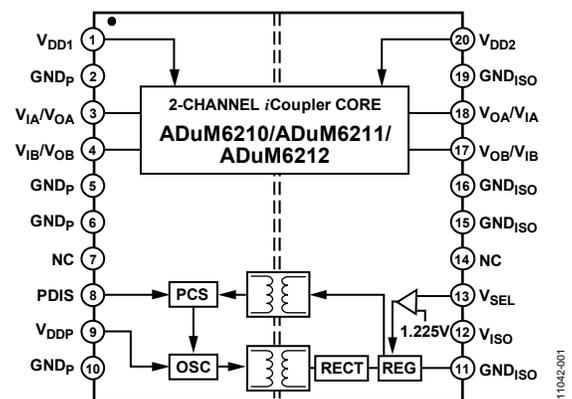 VDD1 1 20 VDD2
GNDP 2 19 GNDISO
2-CHANNEL iCoupler CORE
VIA/VOA 3 18 VOA/VIA
ADuM6210/ADuM6211/
ADuM6212
VIB/VOB 4 17 VOB/VIB
GNDP 5 16 GNDISO
GNDP 6 15 GNDISO
NC 7 14 NC
PDIS 8 PCS 13 VSEL
1.225V
VDDP 9 12 VISO
GNDP 10 OSC RECT REG 11 GNDISO
11042-001